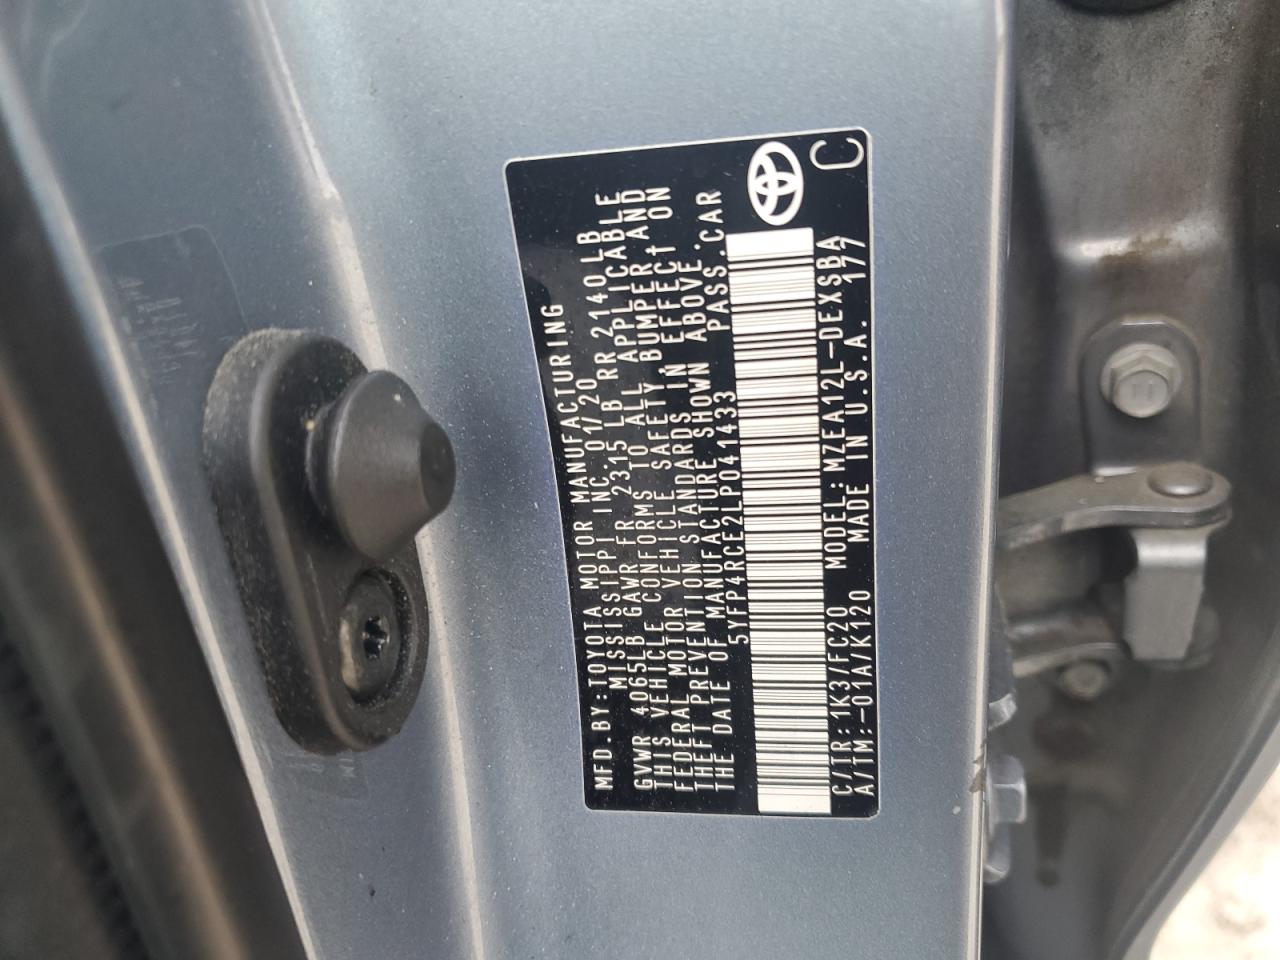 MFD.BY:TOYOTA MOTOR MANUFACTURING
MISSISSIPPI INC. 01/20
GVWR 4065LB GAWR FR 2315 LB RR 2140 LB
THIS VEHICLE CONFORMS TO ALL APPLICABLE
FEDERAL MOTOR VEHICLE SAFETY, BUMPER, AND
THEFT PREVENTION STANDARDS IN EFFECT ON
THE DATE OF MANUFACTURE SHOWN ABOVE.
5YFP4RCE2LP041433 PASS.CAR
C/TR:1K3/FC20 MODEL:MZEA12L-DEXSBA
A/TM:-01A/K120 MADE IN U.S.A. 177
C